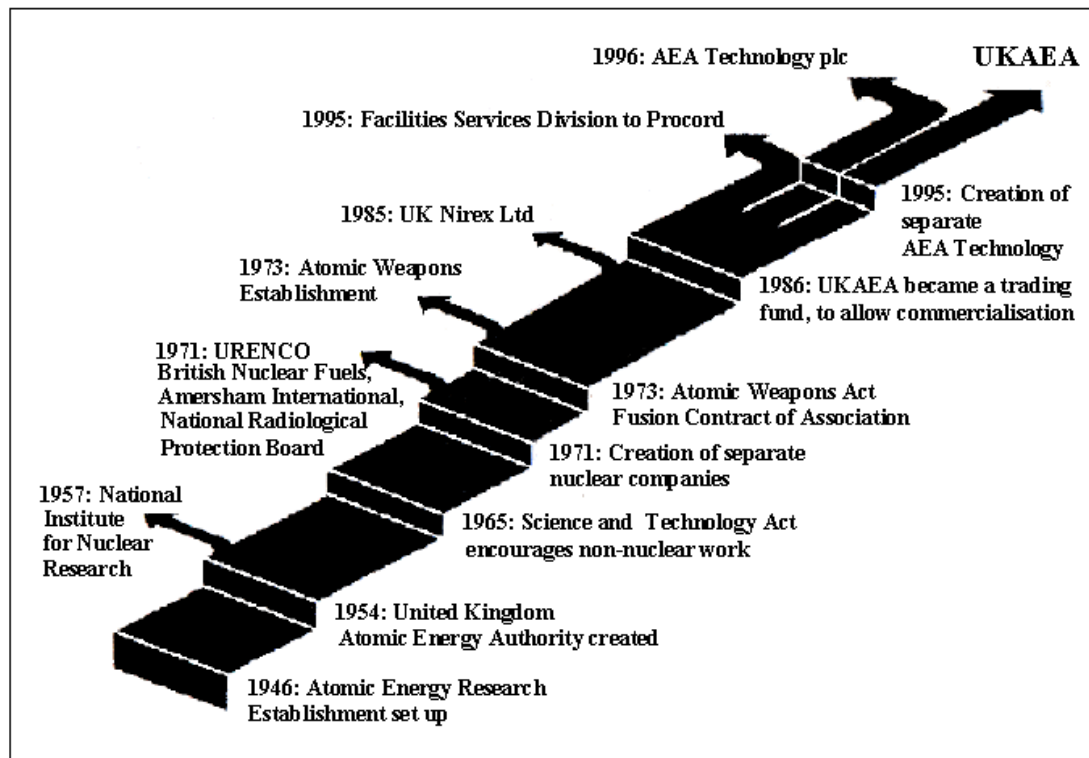 1996: AEA Technology plc
UKAEA
1995: Facilities Services Division to Procord
1995: Creation of
separate
AEA Technology
1985: UK Nirex Ltd
1986: UKAEA became a trading
fund, to allow commercialisation
1973: Atomic Weapons
Establishment
1971: URENCO
British Nuclear Fuels,
Amersham International,
National Radiological
Protection Board
1973: Atomic Weapons Act
Fusion Contract of Association
1971: Creation of separate
nuclear companies
1957: National
Institute
for Nuclear
Research
1965: Science and Technology Act
encourages non-nuclear work
1954: United Kingdom
Atomic Energy Authority created
1946: Atomic Energy Research
Establishment set up